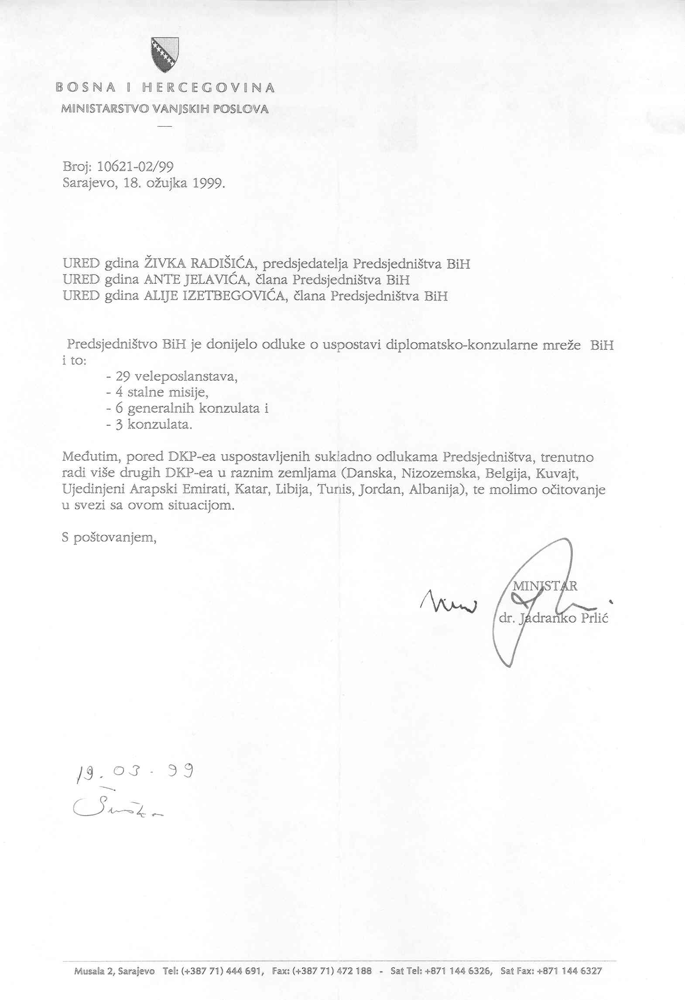 BOSNA I HERCEGOVINA
MINISTARSTVO VANJSKIH POSLOVA
Broj: 10621-02/99
Sarajevo, 18. ožujka 1999.
URED gdina ŽIVKA RADIŠIĆA, predsjedatelja Predsjedništva BiH
URED gdina ANTE JELAVIĆA, člana Predsjedništva BiH
URED gdina ALIJE IZETBEGOVIĆA, člana Predsjedništva BiH
Predsjedništvo BiH je donijelo odluke o uspostavi diplomatsko-konzularne mreže BiH
i to:
- 29 veleposlanstava,
- 4 stalne misije,
- 6 generalnih konzulata i
- 3 konzulata.
Međutim, pored DKP-ea uspostavljenih sukladno odlukama Predsjedništva, trenutno
radi više drugih DKP-ea u raznim zemljama (Danska, Nizozemska, Belgija, Kuvajt,
Ujedinjeni Arapski Emirati, Katar, Libija, Tunis, Jordan, Albanija), te molimo očitovanje
u svezi sa ovom situacijom.
S poštovanjem,
MINISTAR
dr. Jadranko Prlić
19. 03 - 99
Musala 2, Sarajevo Tel: (+387 71) 444 691, Fax: (+387 71) 472 188 - Sat Tel: +871 144 6326, Sat Fax: +871 144 6327